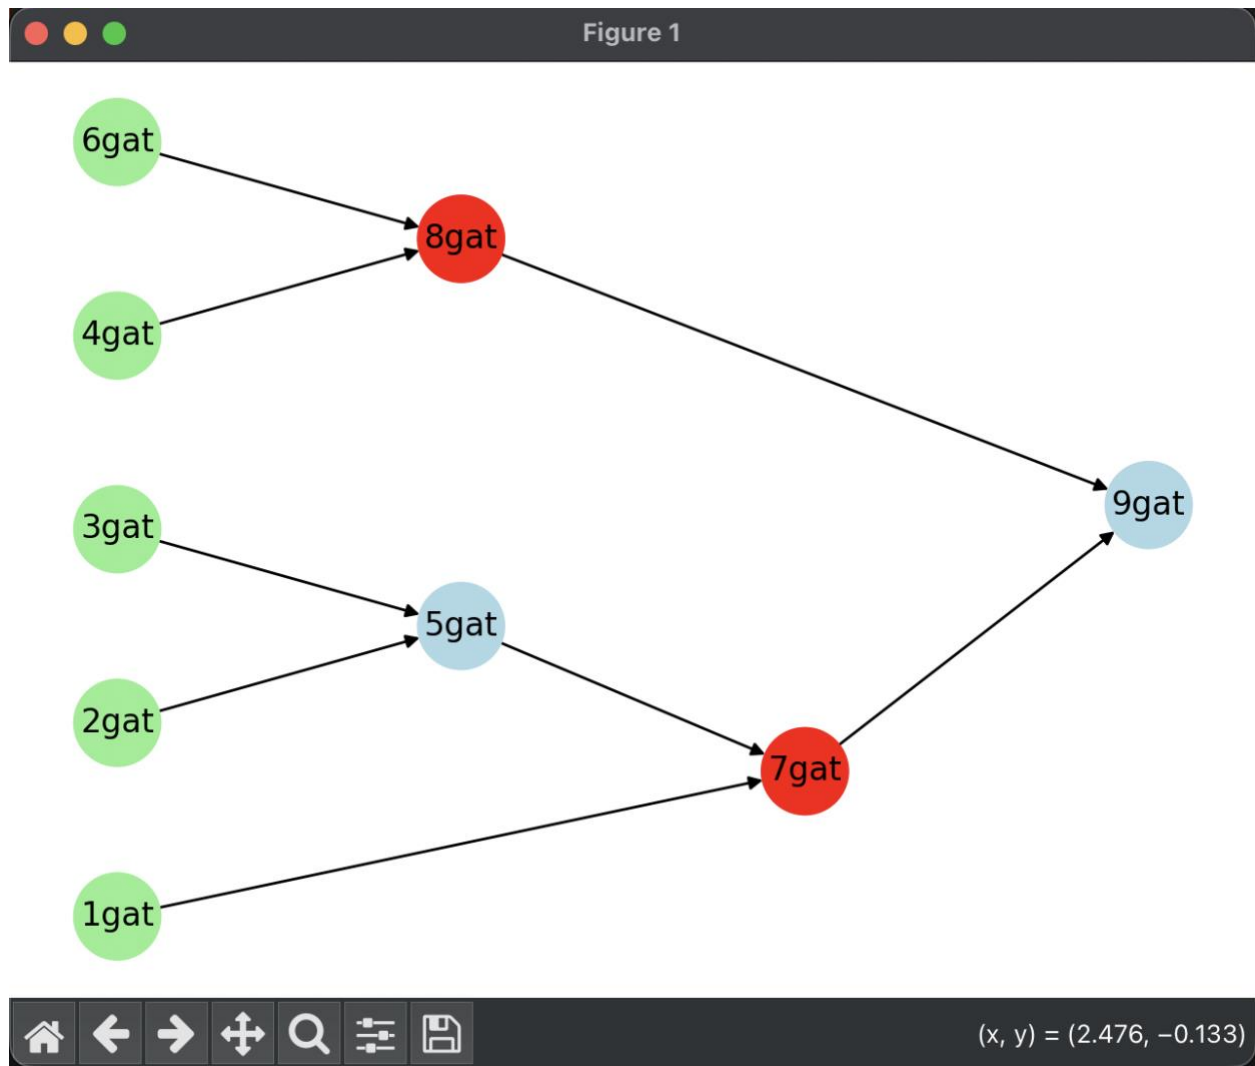 Figure 1
6gat
8gat
4gat
9gat
3gat
5gat
2gat
7gat
1gat
(x, y) = (2.476, −0.133)